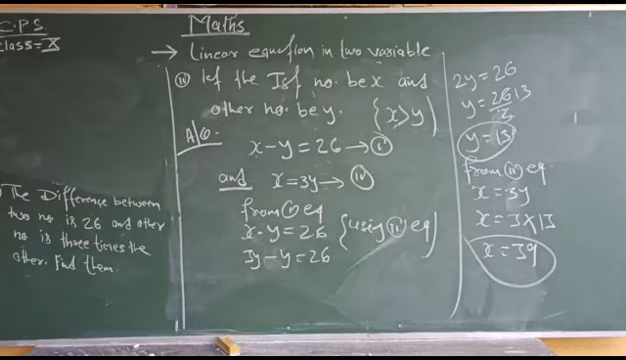 C.P.S.
Class-X
Maths
→ Linear equation in two variable
(ii) let the Ist no. be x and
other no. be y. {x>y}
A/Q.
x-y=26 → (i)
and x=3y → (ii)
from (i) eq
x-y=26 {using (ii) eq}
3y-y=26
The Difference between
two no is 26 and other
no is three times the
other. Find them.
2y=26
y=26 13
2
y=13
from (ii) eq.
x=3y
x=3×13
x=39